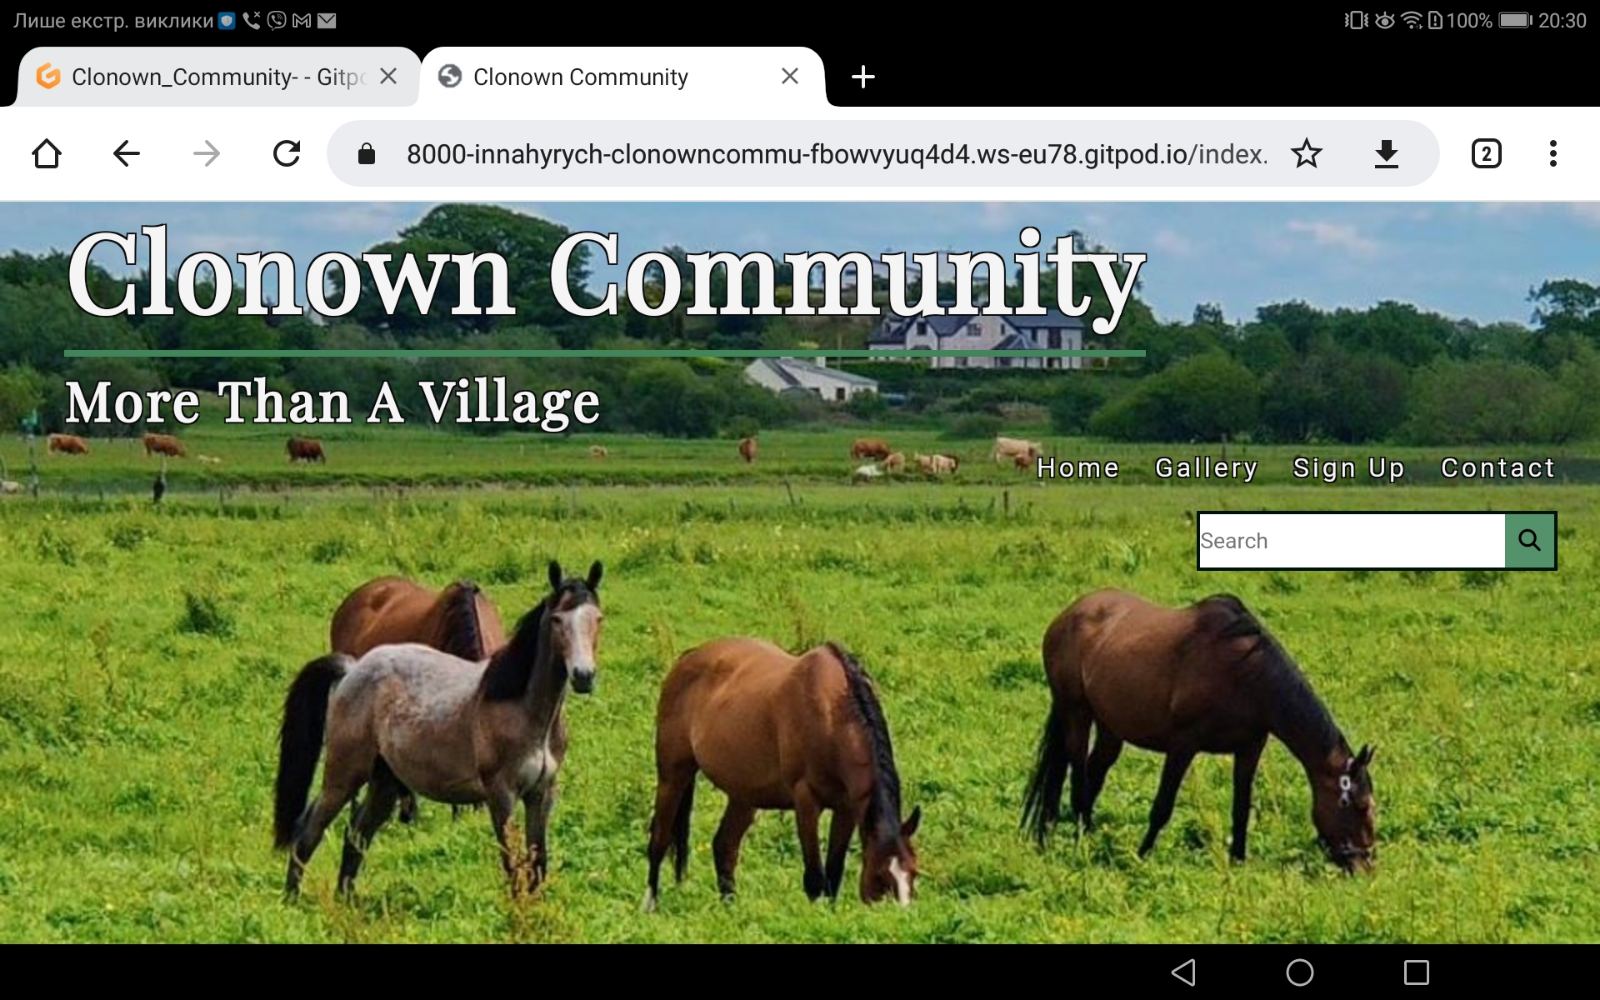 Лише екстр. виклики 100% 20:30
Clonown_Community- - Gitpo Clonown Community
8000-innahyrych-clonowncommu-fbowvyuq4d4.ws-eu78.gitpod.io/index. 2
Clonown Community
More Than A Village
Home Gallery Sign Up Contact
Search